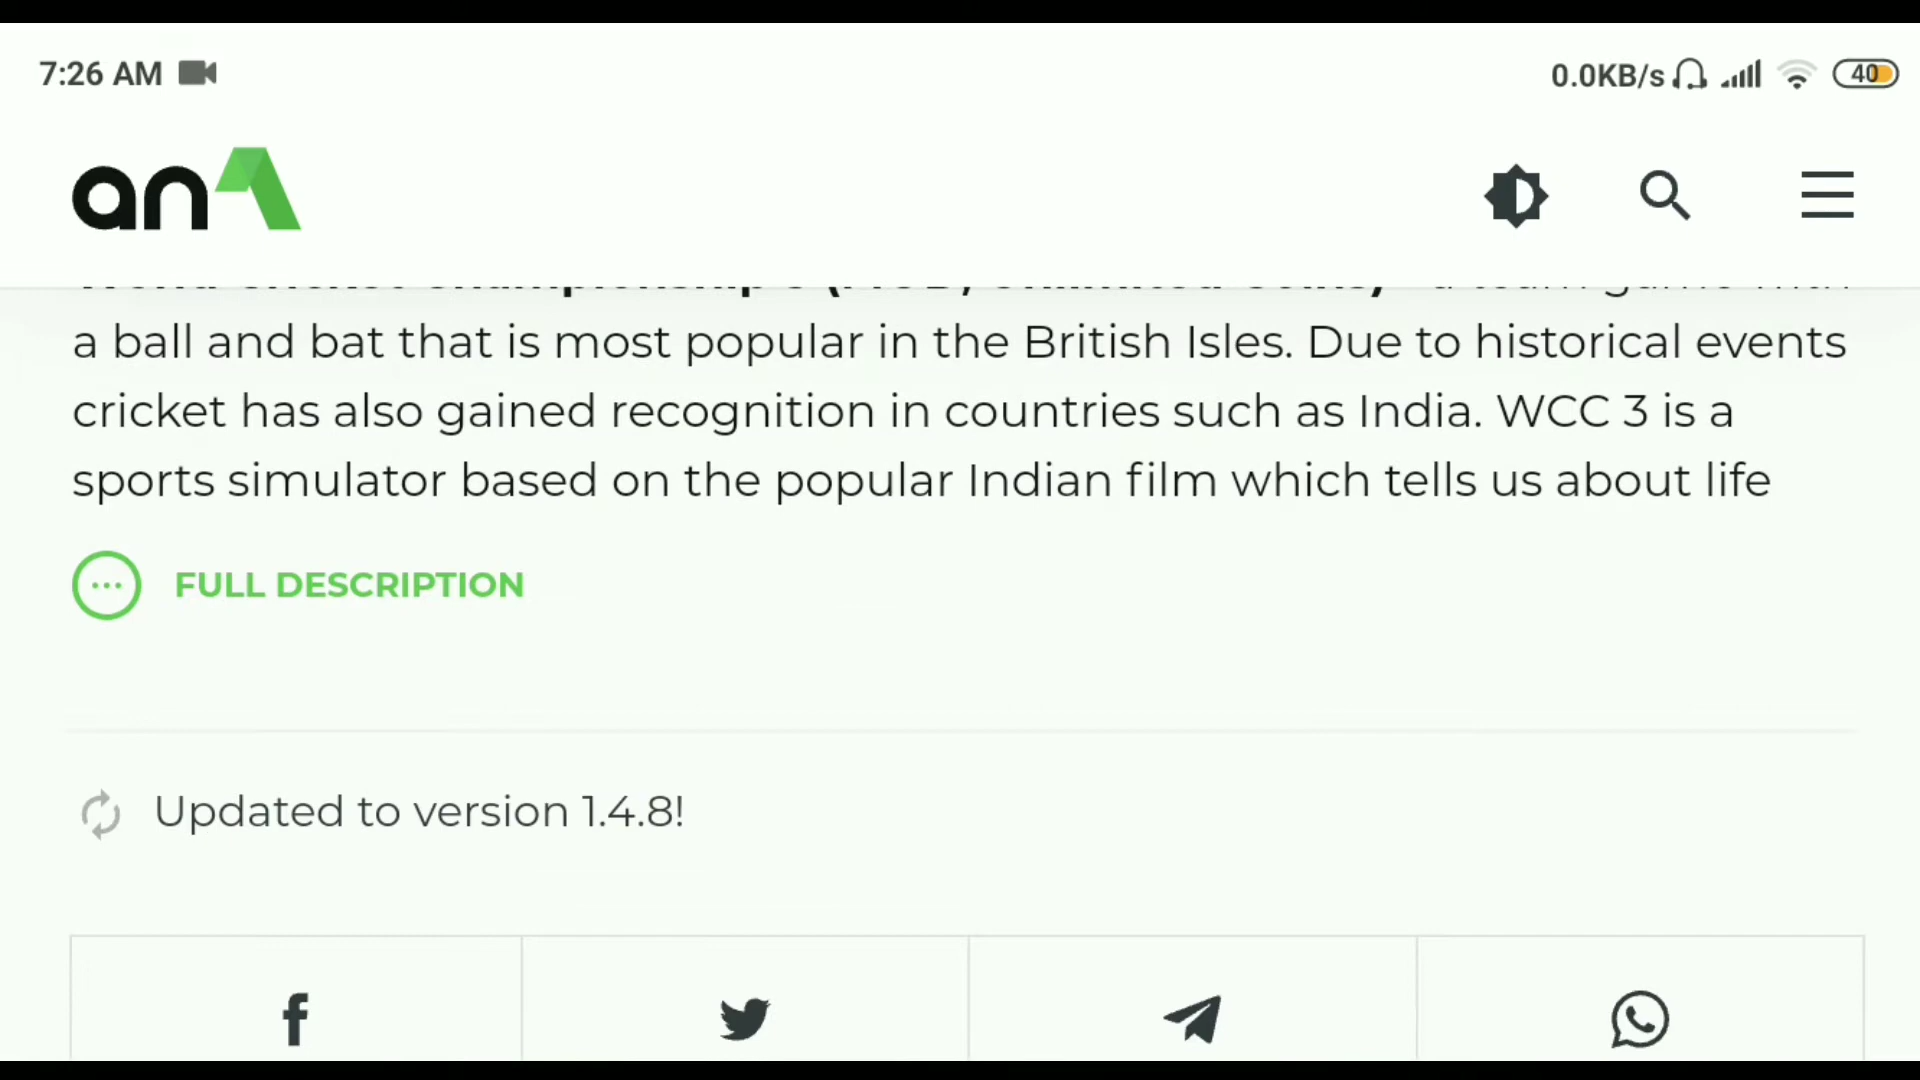 7:26 AM
0.0KB/s
40
an
a ball and bat that is most popular in the British Isles. Due to historical events
cricket has also gained recognition in countries such as India. WCC 3 is a
sports simulator based on the popular Indian film which tells us about life
FULL DESCRIPTION
Updated to version 1.4.8!